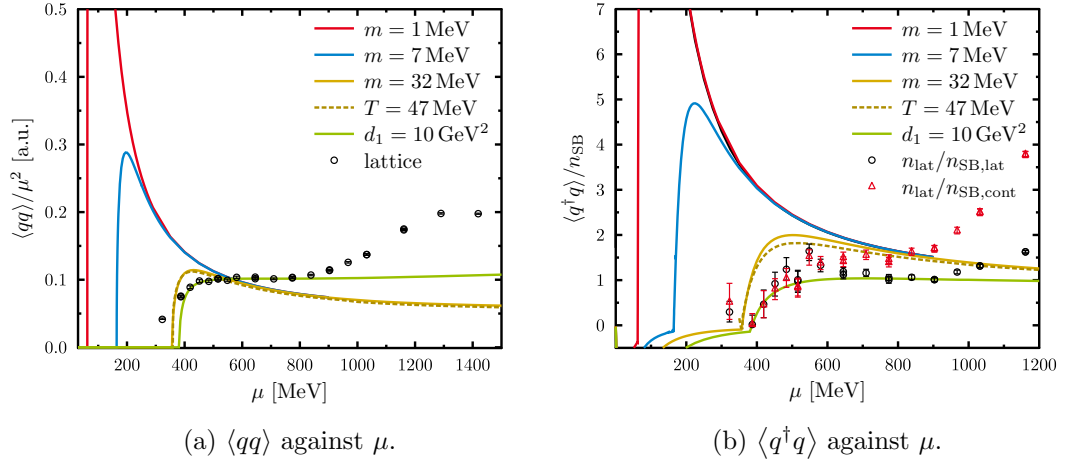 0.5
0.4
0.3
0.2
0.1
0.0
⟨qq⟩/μ² [a.u.]
m = 1 MeV
m = 7 MeV
m = 32 MeV
T = 47 MeV
d₁ = 10 GeV²
lattice
200 400 600 800 1000 1200 1400
μ [MeV]
(a) ⟨qq⟩ against μ.
7
6
5
4
3
2
1
0
⟨q†q⟩/n_SB
m = 1 MeV
m = 7 MeV
m = 32 MeV
T = 47 MeV
d₁ = 10 GeV²
n_lat/n_SB,lat
n_lat/n_SB,cont
200 400 600 800 1000 1200
μ [MeV]
(b) ⟨q†q⟩ against μ.